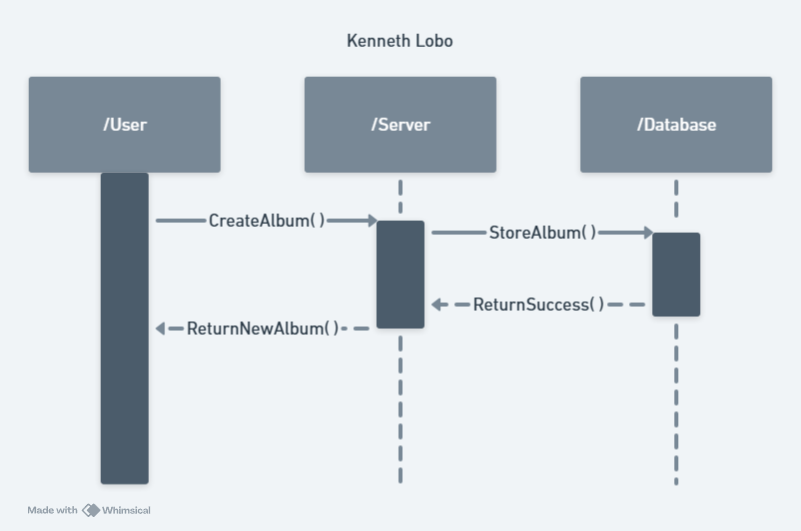 Kenneth Lobo
/User
/Server
/Database
CreateAlbum( )
StoreAlbum( )
ReturnSuccess( )
ReturnNewAlbum( )
Made with Whimsical